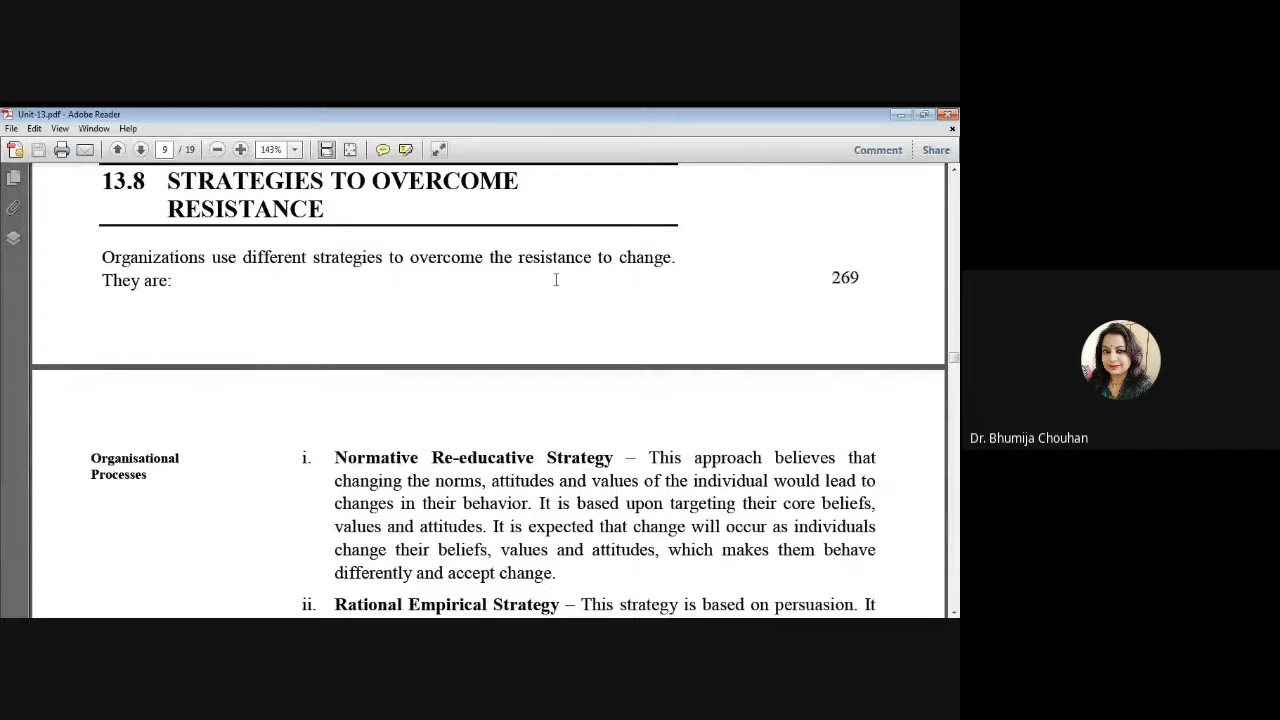 Unit-13.pdf - Adobe Reader
File Edit View Window Help
9 / 19 143% Comment Share
13.8 STRATEGIES TO OVERCOME
RESISTANCE
Organizations use different strategies to overcome the resistance to change.
They are:
269
Organisational
Processes
i. Normative Re-educative Strategy – This approach believes that
changing the norms, attitudes and values of the individual would lead to
changes in their behavior. It is based upon targeting their core beliefs,
values and attitudes. It is expected that change will occur as individuals
change their beliefs, values and attitudes, which makes them behave
differently and accept change.
ii. Rational Empirical Strategy – This strategy is based on persuasion. It
Dr. Bhumija Chouhan